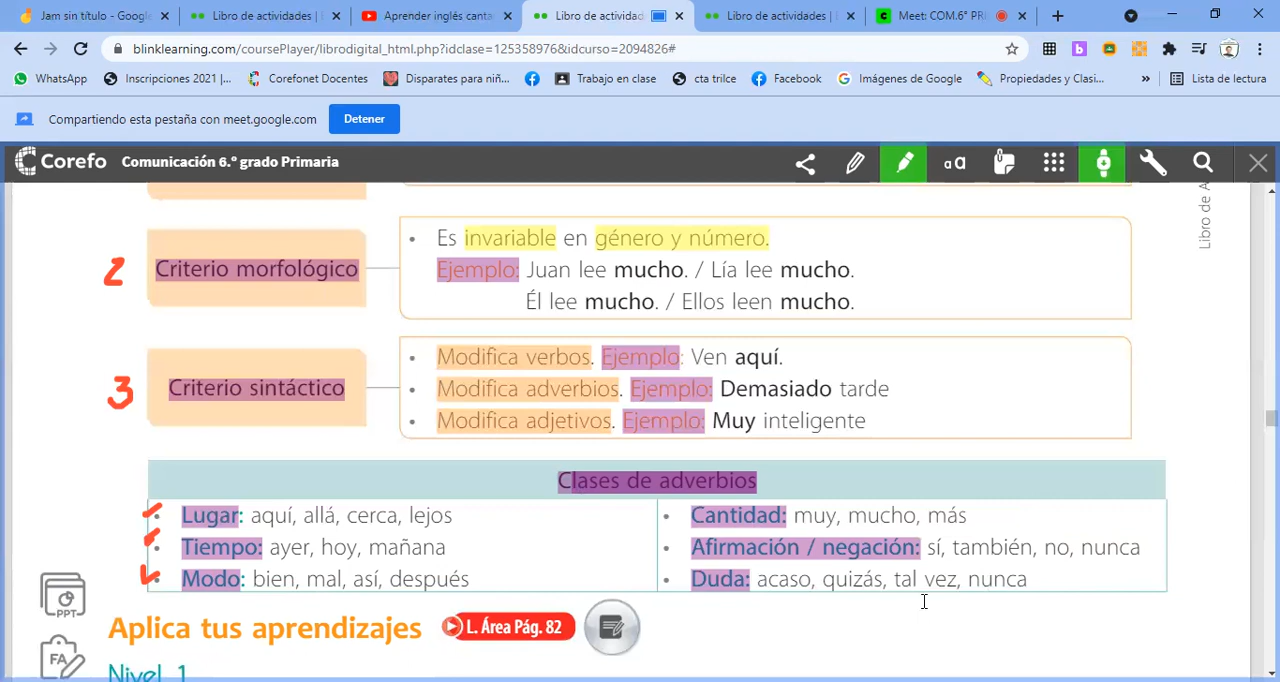 Jam sin título - Google
Libro de actividades |
Aprender inglés canta
Libro de actividad
Libro de actividades |
Meet: COM.6° PRI
blinklearning.com/coursePlayer/librodigital_html.php?idclase=125358976&idcurso=2094826#
WhatsApp
Inscripciones 2021 |...
Corefonet Docentes
Disparates para niñ...
Trabajo en clase
cta trilce
Facebook
Imágenes de Google
Propiedades y Clasi...
»
Lista de lectura
Compartiendo esta pestaña con meet.google.com
Detener
Corefo
Comunicación 6.º grado Primaria
aa
Libro de A
2
Criterio morfológico
• Es invariable en género y número.
Ejemplo: Juan lee mucho. / Lía lee mucho.
Él lee mucho. / Ellos leen mucho.
3
Criterio sintáctico
• Modifica verbos. Ejemplo: Ven aquí.
• Modifica adverbios. Ejemplo: Demasiado tarde
• Modifica adjetivos. Ejemplo: Muy inteligente
Clases de adverbios
• Lugar: aquí, allá, cerca, lejos
• Tiempo: ayer, hoy, mañana
• Modo: bien, mal, así, después
• Cantidad: muy, mucho, más
• Afirmación / negación: sí, también, no, nunca
• Duda: acaso, quizás, tal vez, nunca
PPT
FA
Aplica tus aprendizajes
L. Área Pág. 82
Nivel 1